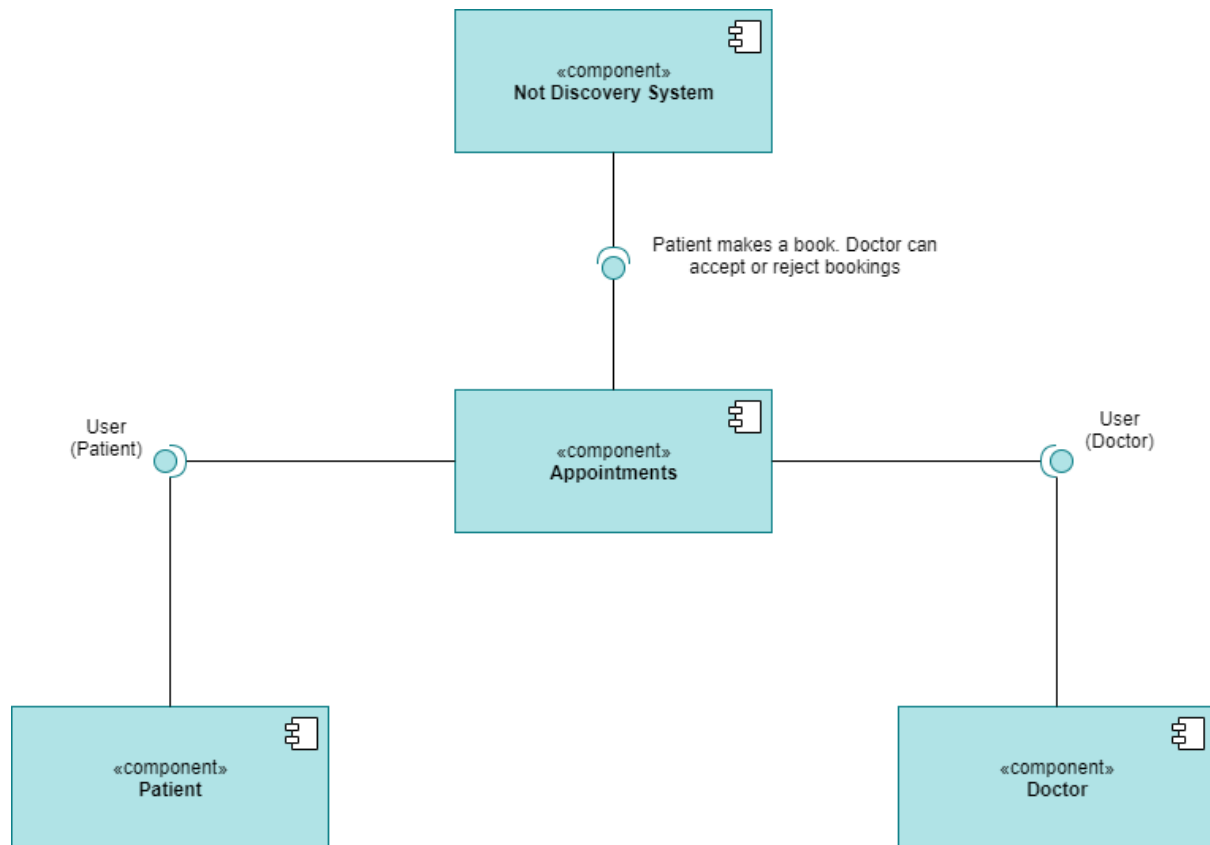 «component»
Not Discovery System
Patient makes a book. Doctor can
accept or reject bookings
User
(Patient)
«component»
Appointments
User
(Doctor)
«component»
Patient
«component»
Doctor